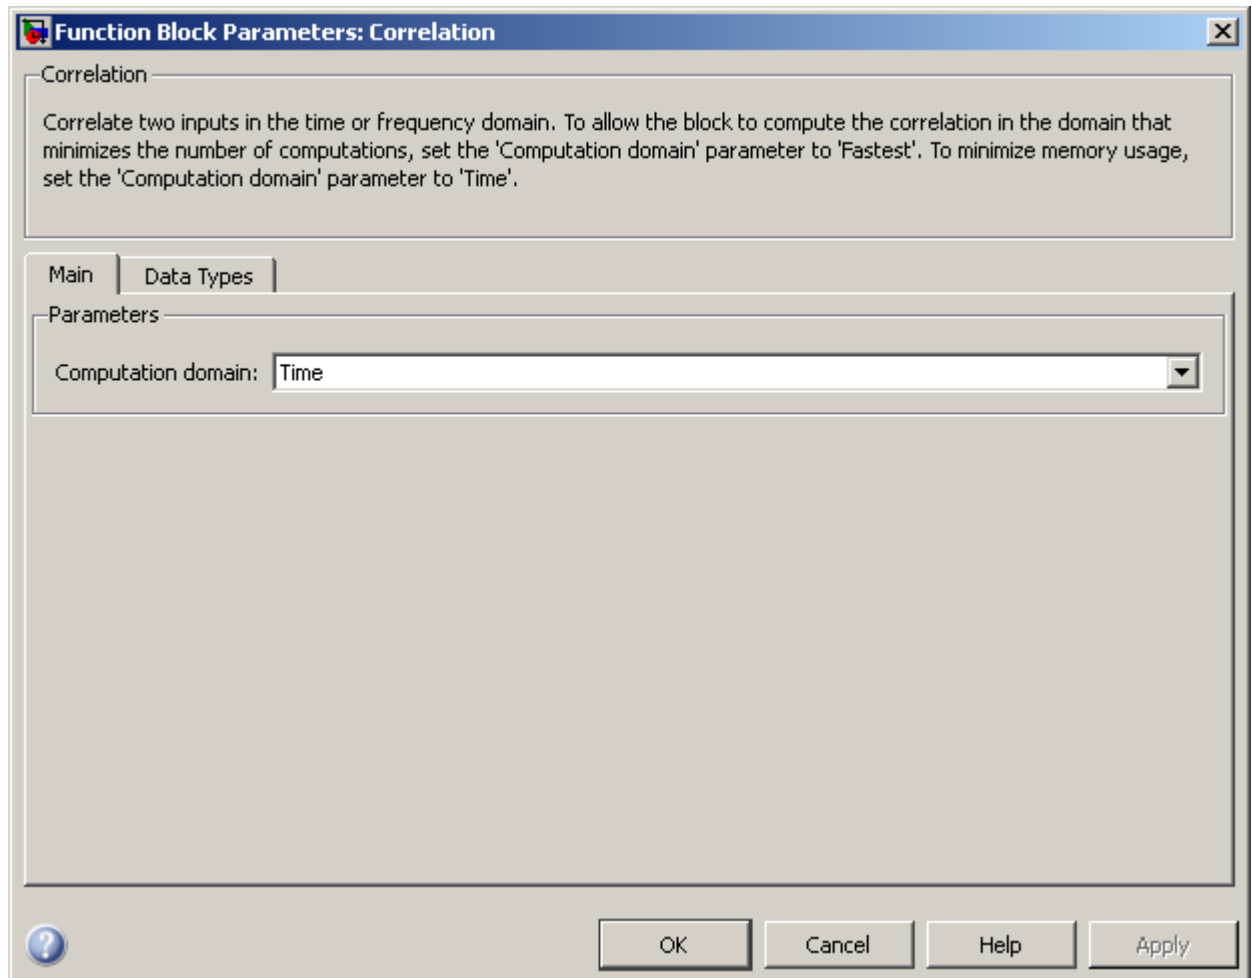 Function Block Parameters: Correlation
Correlation
Correlate two inputs in the time or frequency domain. To allow the block to compute the correlation in the domain that
minimizes the number of computations, set the 'Computation domain' parameter to 'Fastest'. To minimize memory usage,
set the 'Computation domain' parameter to 'Time'.
Main Data Types
Parameters
Computation domain: Time
OK Cancel Help Apply